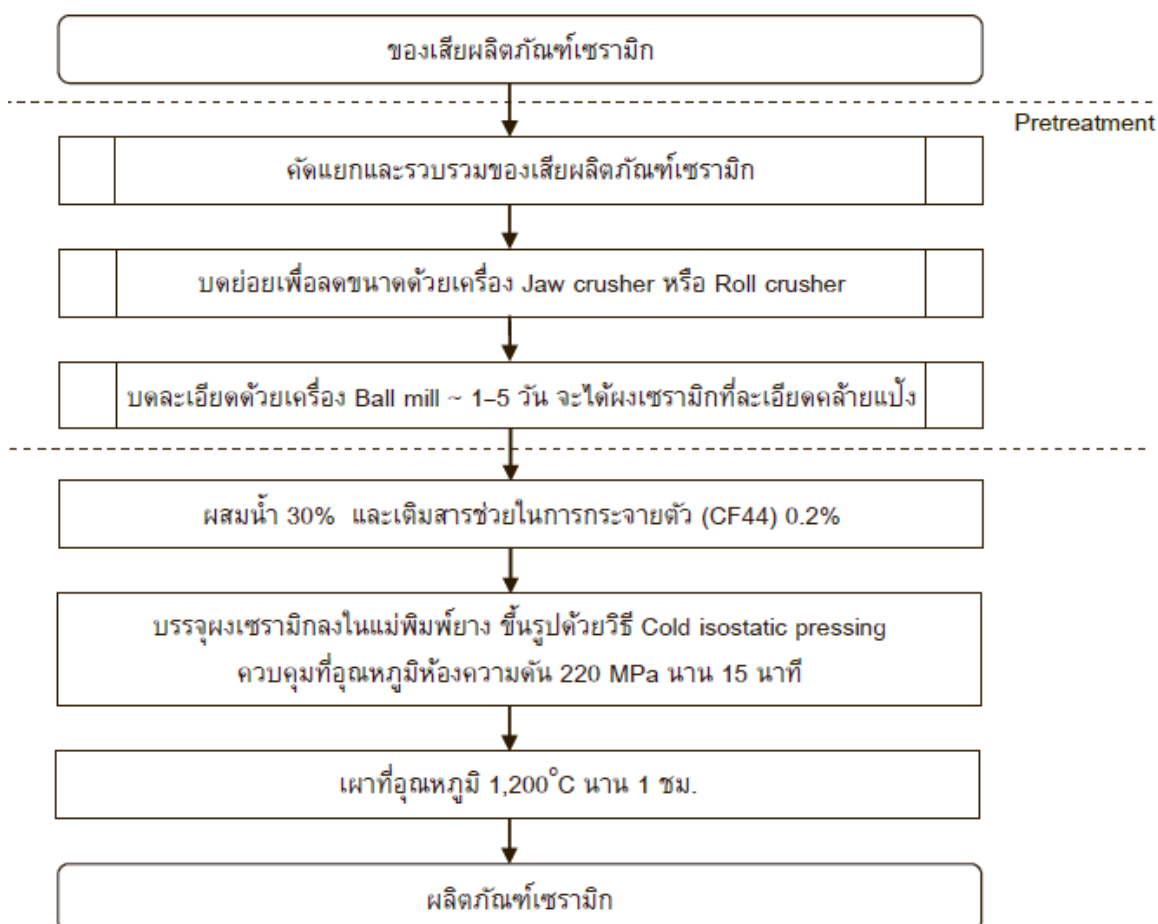 ของเสียผลิตภัณฑ์เซรามิก
Pretreatment
คัดแยกและรวบรวมของเสียผลิตภัณฑ์เซรามิก
บดย่อยเพื่อลดขนาดด้วยเครื่อง Jaw crusher หรือ Roll crusher
บดละเอียดด้วยเครื่อง Ball mill ~ 1–5 วัน จะได้ผงเซรามิกที่ละเอียดคล้ายแป้ง
ผสมน้ำ 30% และเติมสารช่วยในการกระจายตัว (CF44) 0.2%
บรรจุผงเซรามิกลงในแม่พิมพ์ยาง ขึ้นรูปด้วยวิธี Cold isostatic pressing
ควบคุมที่อุณหภูมิห้องความดัน 220 MPa นาน 15 นาที
เผาที่อุณหภูมิ 1,200°C นาน 1 ชม.
ผลิตภัณฑ์เซรามิก